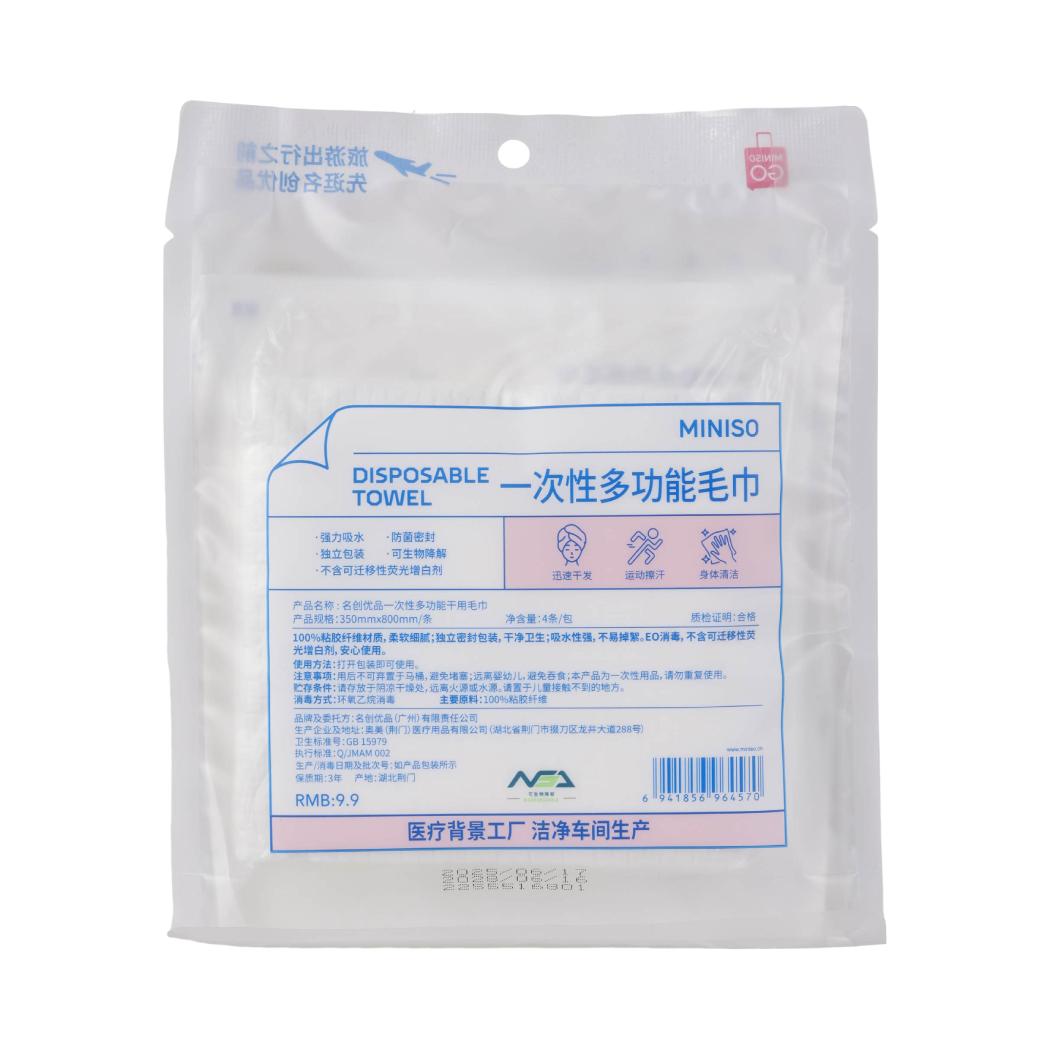 旅游出行之前
先逛名创优品
MINISO
GO
MINISO
DISPOSABLE
TOWEL
一次性多功能毛巾
·强力吸水 ·防菌密封
·独立包装 ·可生物降解
·不含可迁移性荧光增白剂
迅速干发 运动擦汗 身体清洁
产品名称：名创优品一次性多功能干用毛巾
产品规格：350mmx800mm/条 净含量：4条/包 质检证明：合格
100%粘胶纤维材质，柔软细腻；独立密封包装，干净卫生；吸水性强，不易掉絮。EO消毒，不含可迁移性荧
光增白剂，安心使用。
使用方法：打开包装即可使用。
注意事项：用后不可弃置于马桶，避免堵塞；远离婴幼儿，避免吞食；本产品为一次性用品，请勿重复使用。
贮存条件：请存放于阴凉干燥处，远离火源或水源。请置于儿童接触不到的地方。
消毒方式：环氧乙烷消毒 主要原料：100%粘胶纤维
品牌及委托方：名创优品（广州）有限责任公司
生产企业及地址：奥美（荆门）医疗用品有限公司（湖北省荆门市掇刀区龙井大道288号）
卫生标准号：GB 15979
执行标准：Q/JMAM 002
生产/消毒日期及批次号：如产品包装所示
保质期：3年 产地：湖北荆门
RMB:9.9
可生物降解
www.miniso.cn
6 941856 964570
医疗背景工厂 洁净车间生产